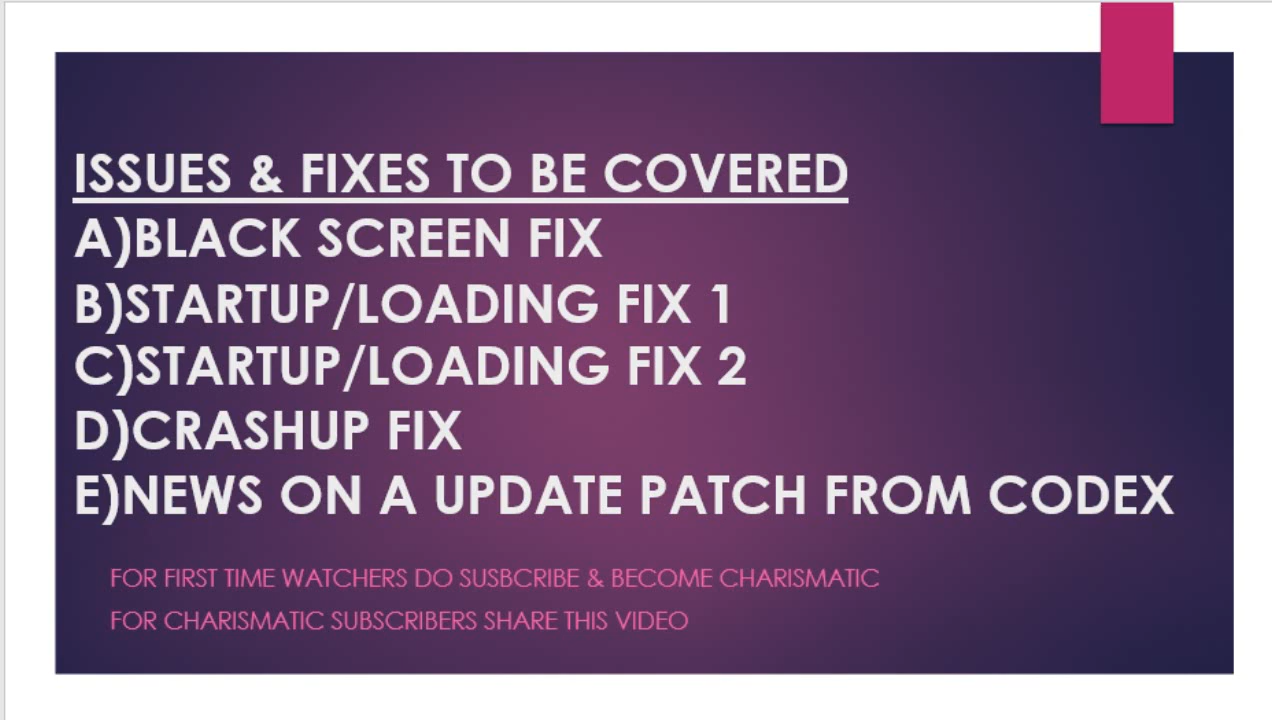 ISSUES & FIXES TO BE COVERED
A)BLACK SCREEN FIX
B)STARTUP/LOADING FIX 1
C)STARTUP/LOADING FIX 2
D)CRASHUP FIX
E)NEWS ON A UPDATE PATCH FROM CODEX
FOR FIRST TIME WATCHERS DO SUSBCRIBE & BECOME CHARISMATIC
FOR CHARISMATIC SUBSCRIBERS SHARE THIS VIDEO